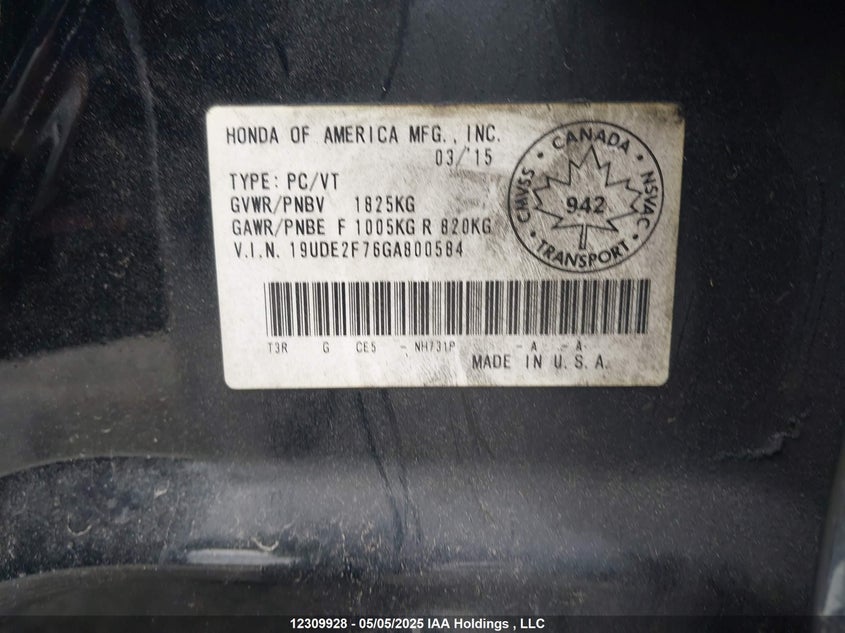 HONDA OF AMERICA MFG., INC.
03/'15
TYPE: PC/VT
GVWR/PNBV 1825KG
GAWR/PNBE F 1005KG R 820KG
V.I.N. 19UDE2F76GA800584
CANADA
CMVSS
NSVAC
942
TRANSPORT
T3R G CE5 - NH731P - A - A
MADE IN U.S.A.
12309928 - 05/05/2025 IAA Holdings , LLC